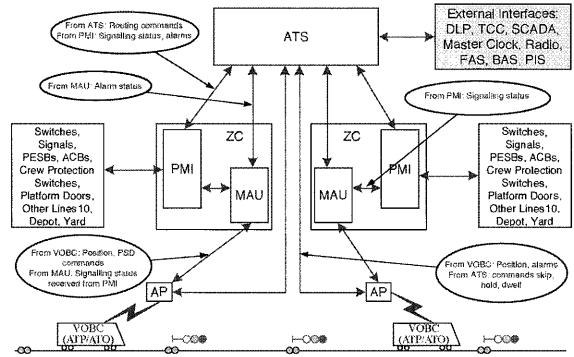 From ATS: Routing commands
From PMI: Signalling status, alarms
ATS
External Interfaces:
DLP, TCC, SCADA,
Master Clock, Radio,
FAS, BAS, PIS
From MAU: Alarm status
From PMI: Signalling status
Switches,
Signals,
PESBs, ACBs,
Crew Protection
Switches,
Platform Doors,
Other Lines10,
Depot, Yard
ZC
PMI
MAU
ZC
MAU
PMI
Switches,
Signals,
PESBs, ACBs,
Crew Protection
Switches,
Platform Doors,
Other Lines10,
Depot, Yard
From VOBC: Position, PSD
commands
From MAU: Signalling status
received from PMI
From VOBC: Position, alarms
From ATS: commands skip,
hold, dwell
AP
AP
VOBC
(ATP/ATO)
VOBC
(ATP/ATO)